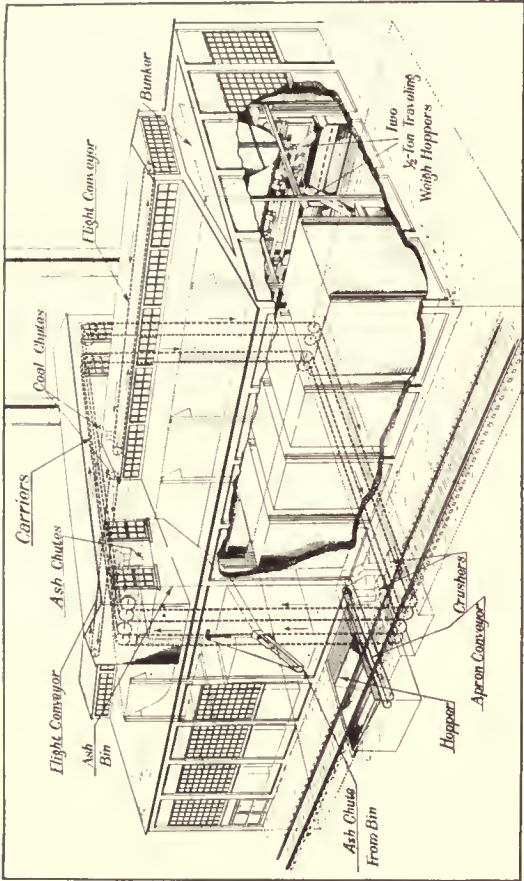 Bunker
Flight Conveyor
Coal Chutes
Carriers
Ash Chutes
Flight Conveyor
Ash
Bin
Two
½-Ton Traveling
Weigh Hoppers
Crushers
Apron Conveyor
Hopper
Ash Chute
From Bin